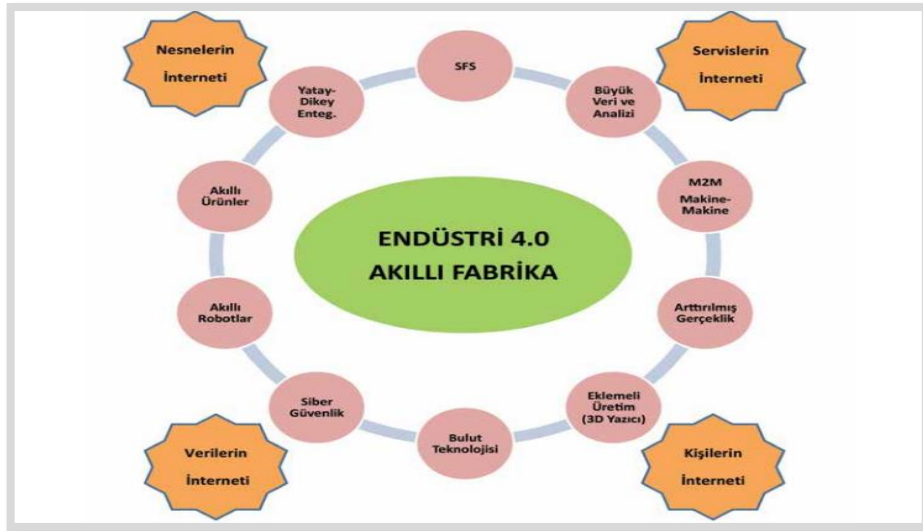 Nesnelerin
İnterneti
Servislerin
İnterneti
SFS
Büyük
Veri ve
Analizi
M2M
Makine-
Makine
Arttırılmış
Gerçeklik
Eklemeli
Üretim
(3D Yazıcı)
Bulut
Teknolojisi
Siber
Güvenlik
Akıllı
Robotlar
Akıllı
Ürünler
Yatay-
Dikey
Enteg.
ENDÜSTRİ 4.0
AKILLI FABRİKA
Verilerin
İnterneti
Kişilerin
İnterneti